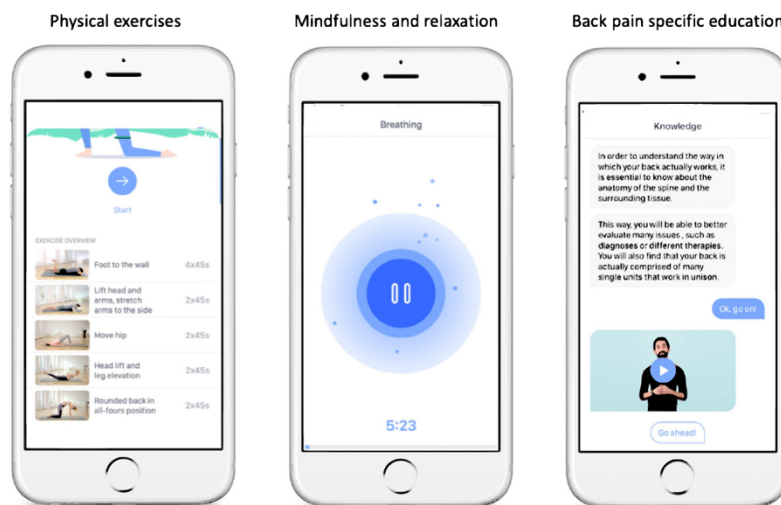 Physical exercises
Mindfulness and relaxation
Back pain specific education
Start
EXERCISE OVERVIEW
Foot to the wall 4x45s
Lift head and
arms, stretch 2x45s
arms to the side
Move hip 2x45s
Head lift and
leg elevation 2x45s
Rounded back in
all-fours position 2x45s
Breathing
5:23
Knowledge
In order to understand the way in
which your back actually works, it
is essential to know about the
anatomy of the spine and the
surrounding tissue.
This way, you will be able to better
evaluate many issues , such as
diagnoses or different therapies.
You will also find that your back is
actually comprised of many
single units that work in unison.
Ok, go on!
Go ahead!